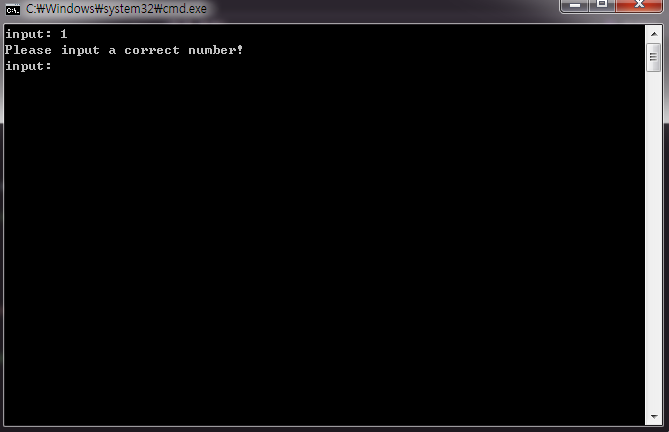 C:₩Windows₩system32₩cmd.exe
input: 1
Please input a correct number!
input: